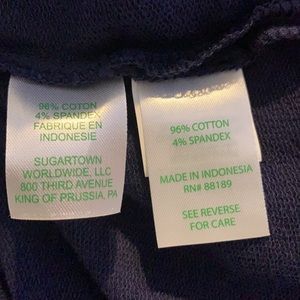 96% COTON
4% SPANDEX
FABRIQUE EN
INDONESIE
SUGARTOWN
WORLDWIDE, LLC
800 THIRD AVENUE
KING OF PRUSSIA, PA
96% COTTON
4% SPANDEX
MADE IN INDONESIA
RN# 88189
SEE REVERSE
FOR CARE